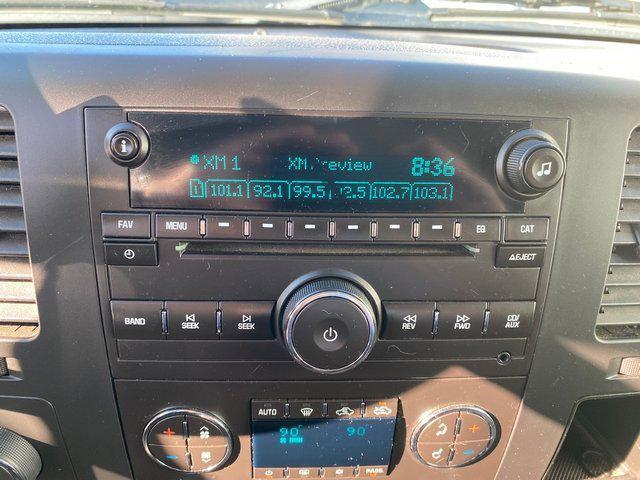 XM 1 XM Preview 8:36
1 101.1 92.1 99.5 102.7 103.1
FAV MENU EQ CAT
EJECT
BAND SEEK SEEK REV FWD CD/
AUX
AUTO
90° 90°
PASS